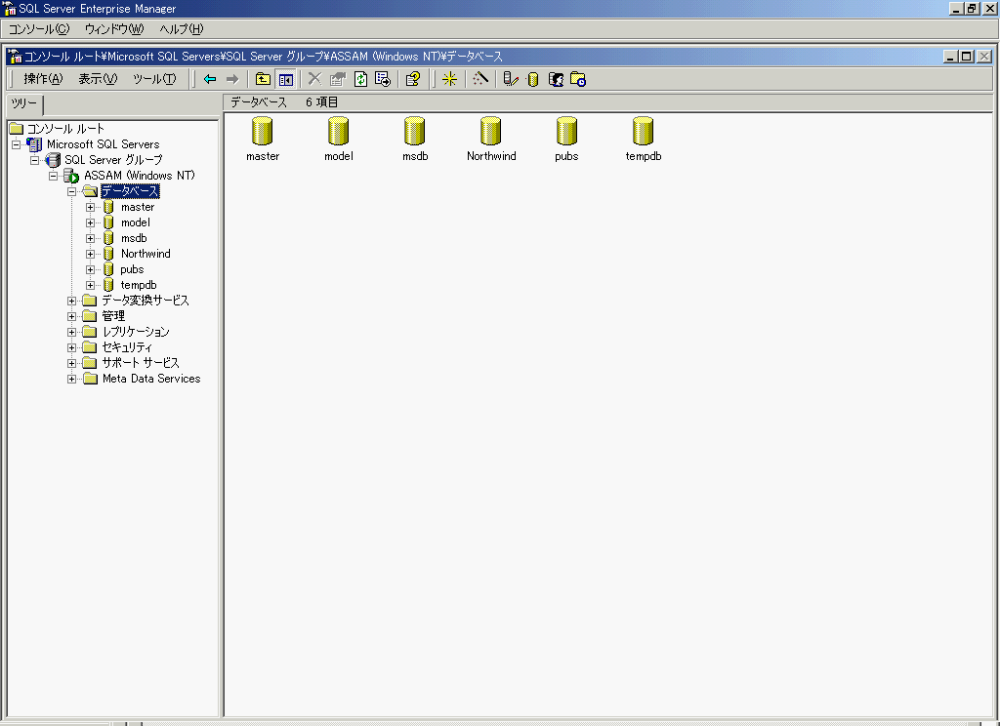 SQL Server Enterprise Manager
コンソール(C) ウィンドウ(W) ヘルプ(H)
コンソール ルート¥Microsoft SQL Servers¥SQL Server グループ¥ASSAM (Windows NT)¥データベース
操作(A) 表示(V) ツール(T)
ツリー
データベース 6 項目
コンソール ルート
Microsoft SQL Servers
SQL Server グループ
ASSAM (Windows NT)
データベース
master
model
msdb
Northwind
pubs
tempdb
データ変換サービス
管理
レプリケーション
セキュリティ
サポート サービス
Meta Data Services
master model msdb Northwind pubs tempdb